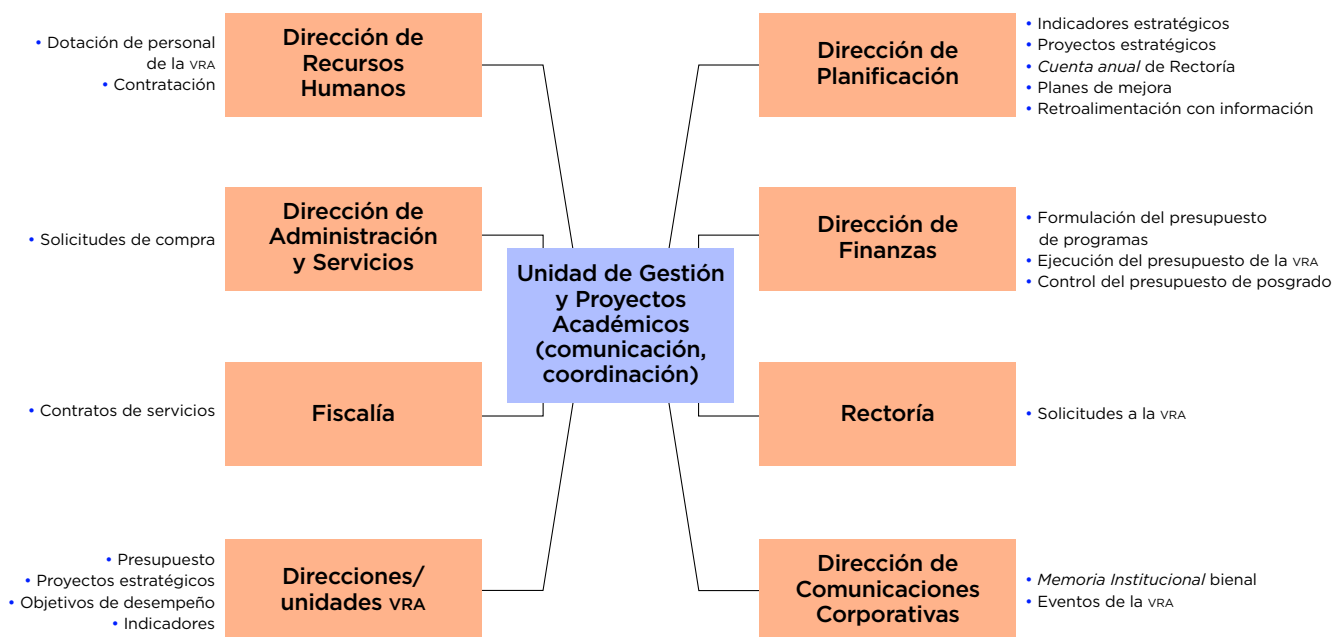 • Dotación de personal
de la VRA
• Contratación
Dirección de
Recursos
Humanos
Dirección de
Planificación
• Indicadores estratégicos
• Proyectos estratégicos
• Cuenta anual de Rectoría
• Planes de mejora
• Retroalimentación con información
• Solicitudes de compra
Dirección de
Administración
y Servicios
Dirección de
Finanzas
• Formulación del presupuesto
de programas
• Ejecución del presupuesto de la VRA
• Control del presupuesto de posgrado
Unidad de Gestión
y Proyectos
Académicos
(comunicación,
coordinación)
• Contratos de servicios
Fiscalía
Rectoría
• Solicitudes a la VRA
• Presupuesto
• Proyectos estratégicos
• Objetivos de desempeño
• Indicadores
Direcciones/
unidades VRA
Dirección de
Comunicaciones
Corporativas
• Memoria Institucional bienal
• Eventos de la VRA